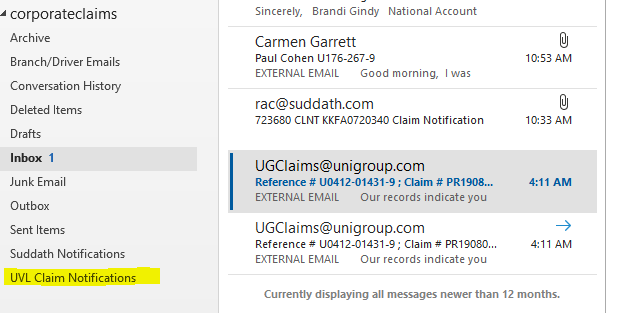 corporateclaims
Archive
Branch/Driver Emails
Conversation History
Deleted Items
Drafts
Inbox 1
Junk Email
Outbox
Sent Items
Suddath Notifications
UVL Claim Notifications
Sincerely, Brandi Gindy National Account
Carmen Garrett
Paul Cohen U176-267-9 10:53 AM
EXTERNAL EMAIL Good morning, I was
rac@suddath.com
723680 CLNT KKFA0720340 Claim Notification 10:33 AM
UGClaims@unigroup.com
Reference # U0412-01431-9 ; Claim # PR1908... 4:11 AM
EXTERNAL EMAIL Our records indicate you
UGClaims@unigroup.com
Reference # U0412-01431-9 ; Claim # PR19080... 4:11 AM
EXTERNAL EMAIL Our records indicate you
Currently displaying all messages newer than 12 months.